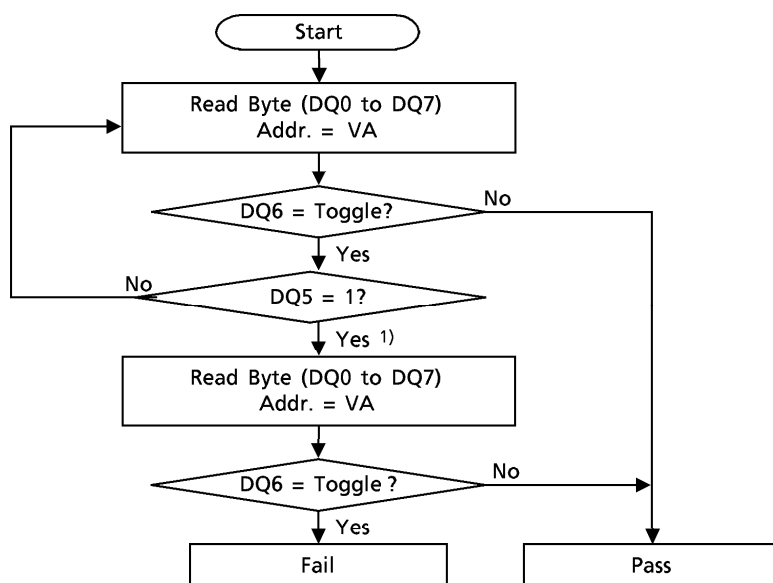 Start
Read Byte (DQ0 to DQ7)
Addr. = VA
DQ6 = Toggle?
No
Yes
No
DQ5 = 1?
Yes 1)
Read Byte (DQ0 to DQ7)
Addr. = VA
DQ6 = Toggle ?
No
Yes
Fail
Pass